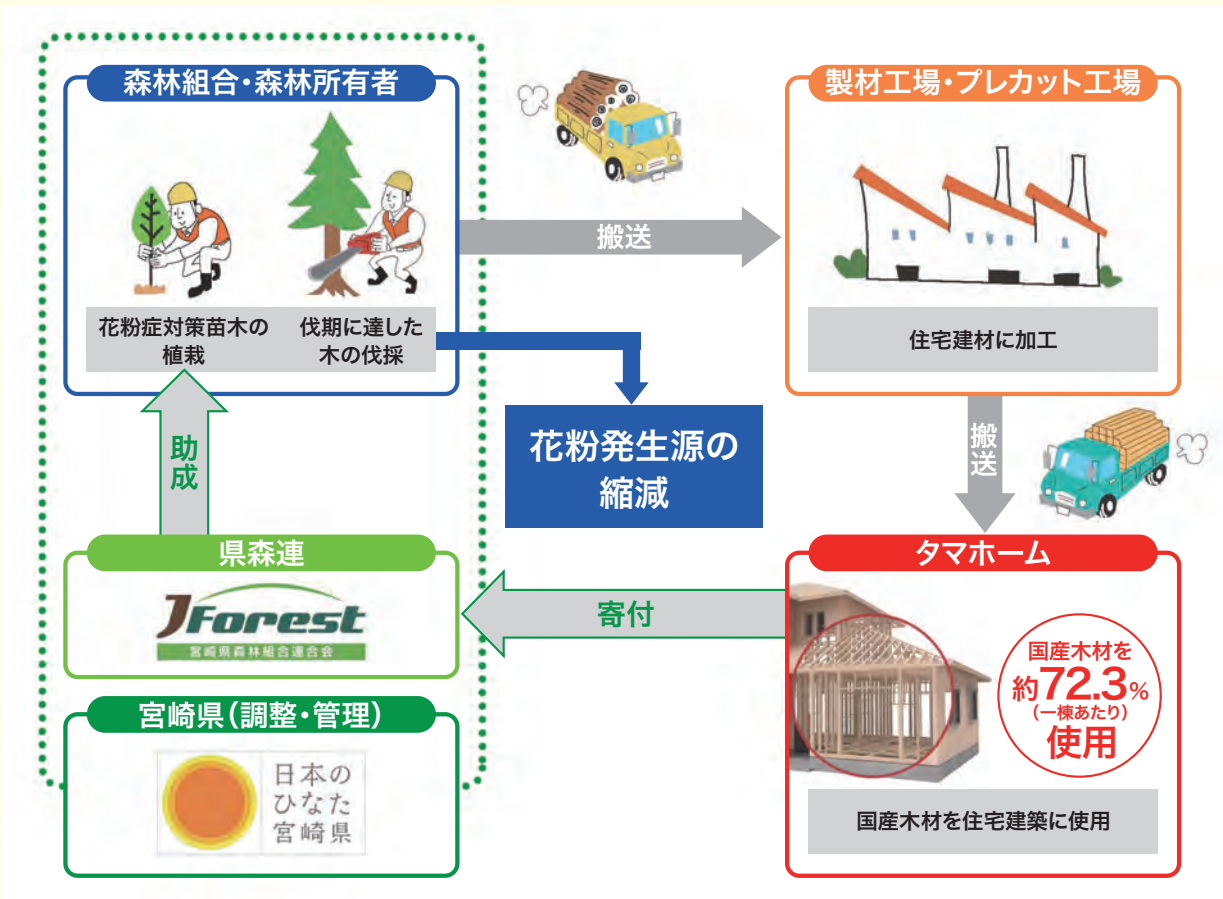 森林組合・森林所有者
花粉症対策苗木の
植栽
伐期に達した
木の伐採
搬送
製材工場・プレカット工場
住宅建材に加工
花粉発生源の
縮減
搬送
助成
県森連
JForest
宮崎県森林組合連合会
寄付
タマホーム
国産木材を
約72.3%
(一棟あたり)
使用
国産木材を住宅建築に使用
宮崎県(調整・管理)
日本の
ひなた
宮崎県